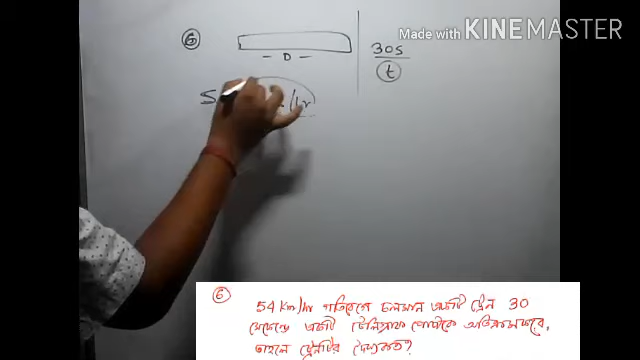 Made with KINEMASTER
⑥
30s
- D -
t
S
/hr
⑥ 54 Km/hr গতিবেগে চলমান একটি ট্রেন 30
সেকেন্ডে একটি টেলিগ্রাফ পোস্টকে অতিক্রম করে,
তাহলে ট্রেনটির দৈর্ঘ্য কত?